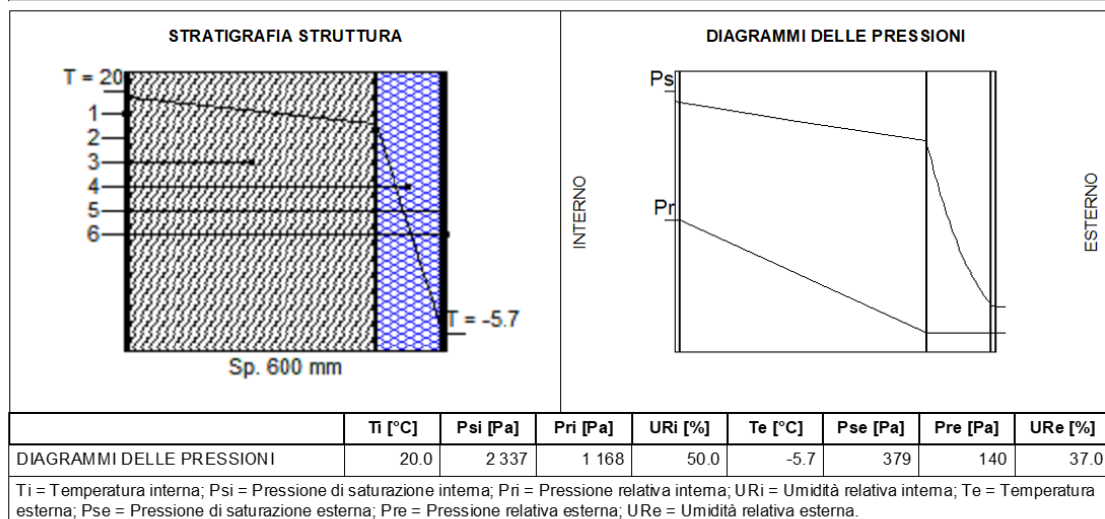 STRATIGRAFIA STRUTTURA
T = 20
1
2
3
4
5
6
T = -5.7
Sp. 600 mm
DIAGRAMMI DELLE PRESSIONI
INTERNO
Ps
Pr
ESTERNO
Ti [°C] Psi [Pa] Pri [Pa] URi [%] Te [°C] Pse [Pa] Pre [Pa] URe [%]
DIAGRAMMI DELLE PRESSIONI 20.0 2 337 1 168 50.0 -5.7 379 140 37.0
Ti = Temperatura interna; Psi = Pressione di saturazione interna; Pri = Pressione relativa interna; URi = Umidità relativa interna; Te = Temperatura
esterna; Pse = Pressione di saturazione esterna; Pre = Pressione relativa esterna; URe = Umidità relativa esterna.